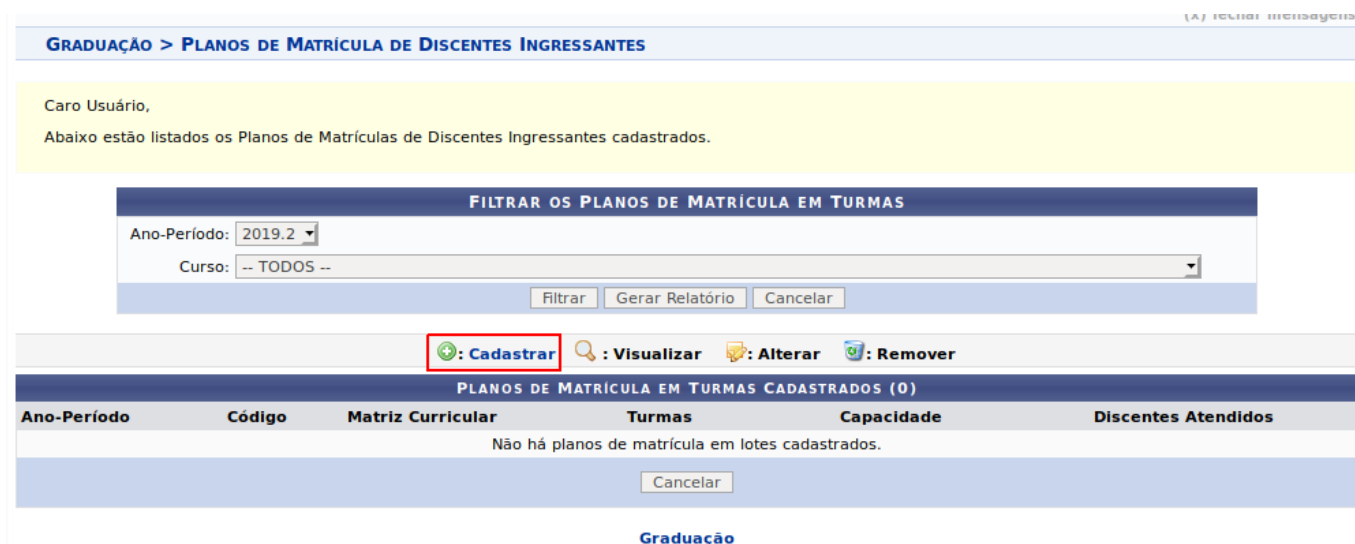 (x) fechar mensagens
GRADUAÇÃO > PLANOS DE MATRÍCULA DE DISCENTES INGRESSANTES
Caro Usuário,
Abaixo estão listados os Planos de Matrículas de Discentes Ingressantes cadastrados.
FILTRAR OS PLANOS DE MATRÍCULA EM TURMAS
Ano-Período: 2019.2
Curso: -- TODOS --
Filtrar Gerar Relatório Cancelar
: Cadastrar : Visualizar : Alterar : Remover
PLANOS DE MATRÍCULA EM TURMAS CADASTRADOS (0)
Ano-Período Código Matriz Curricular Turmas Capacidade Discentes Atendidos
Não há planos de matrícula em lotes cadastrados.
Cancelar
Graduação